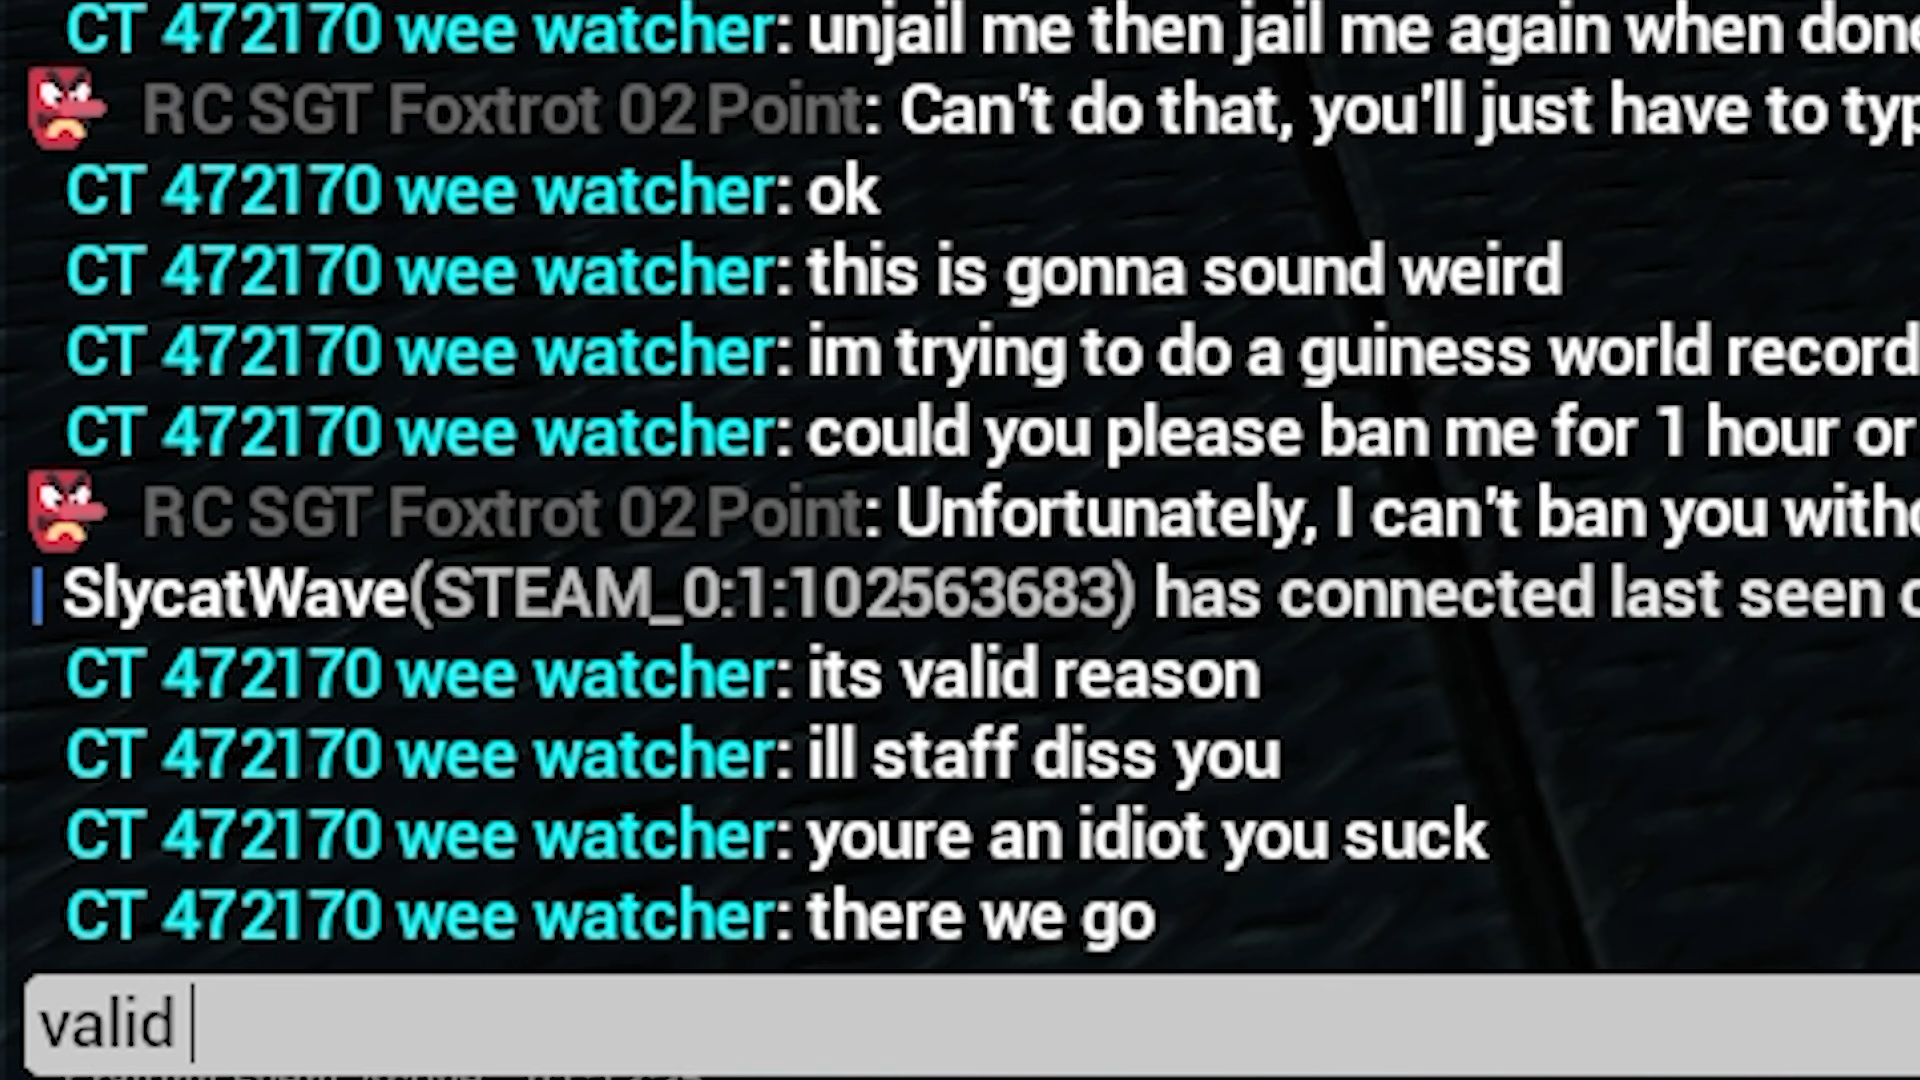 CT 472170 wee watcher: unjail me then jail me again when done
RC SGT Foxtrot 02 Point: Can't do that, you'll just have to
CT 472170 wee watcher: ok
CT 472170 wee watcher: this is gonna sound weird
CT 472170 wee watcher: im trying to do a guiness world record
CT 472170 wee watcher: could you please ban me for 1 hour or
RC SGT Foxtrot 02 Point: Unfortunately, I can't ban you
SlycatWave(STEAM_0:1:102563683) has connected last seen
CT 472170 wee watcher: its valid reason
CT 472170 wee watcher: ill staff diss you
CT 472170 wee watcher: youre an idiot you suck
CT 472170 wee watcher: there we go
valid